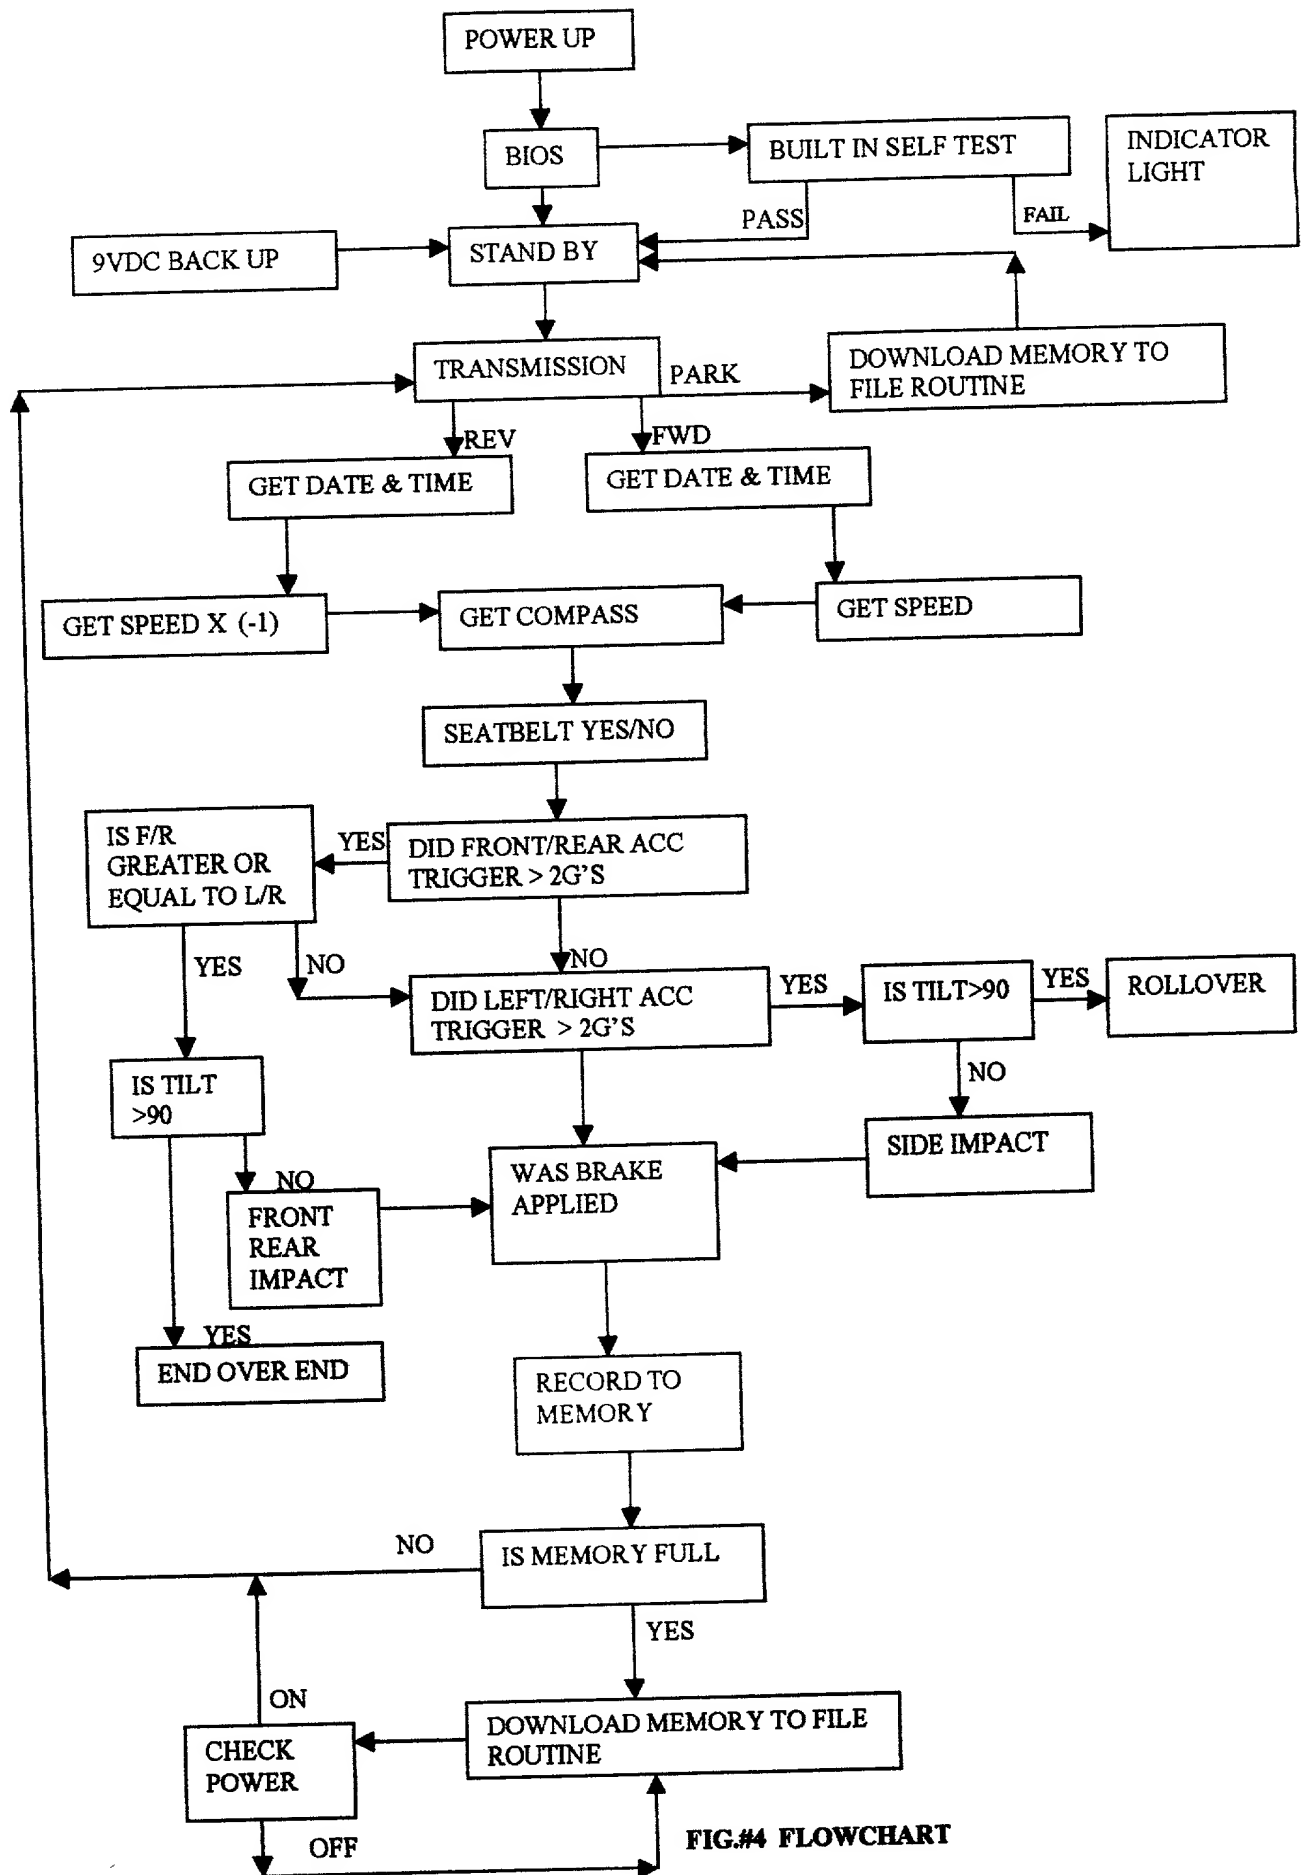 POWER UP
BIOS
BUILT IN SELF TEST
INDICATOR
LIGHT
PASS
FAIL
9VDC BACK UP
STAND BY
TRANSMISSION
PARK
DOWNLOAD MEMORY TO
FILE ROUTINE
REV
FWD
GET DATE & TIME
GET DATE & TIME
GET SPEED X (-1)
GET COMPASS
GET SPEED
SEATBELT YES/NO
IS F/R
GREATER OR
EQUAL TO L/R
YES
DID FRONT/REAR ACC
TRIGGER > 2G'S
YES
NO
NO
DID LEFT/RIGHT ACC
TRIGGER > 2G'S
YES
IS TILT>90
YES
ROLLOVER
NO
IS TILT
>90
SIDE IMPACT
WAS BRAKE
APPLIED
NO
FRONT
REAR
IMPACT
YES
END OVER END
RECORD TO
MEMORY
NO
IS MEMORY FULL
YES
ON
DOWNLOAD MEMORY TO FILE
ROUTINE
CHECK
POWER
OFF
FIG.#4 FLOWCHART